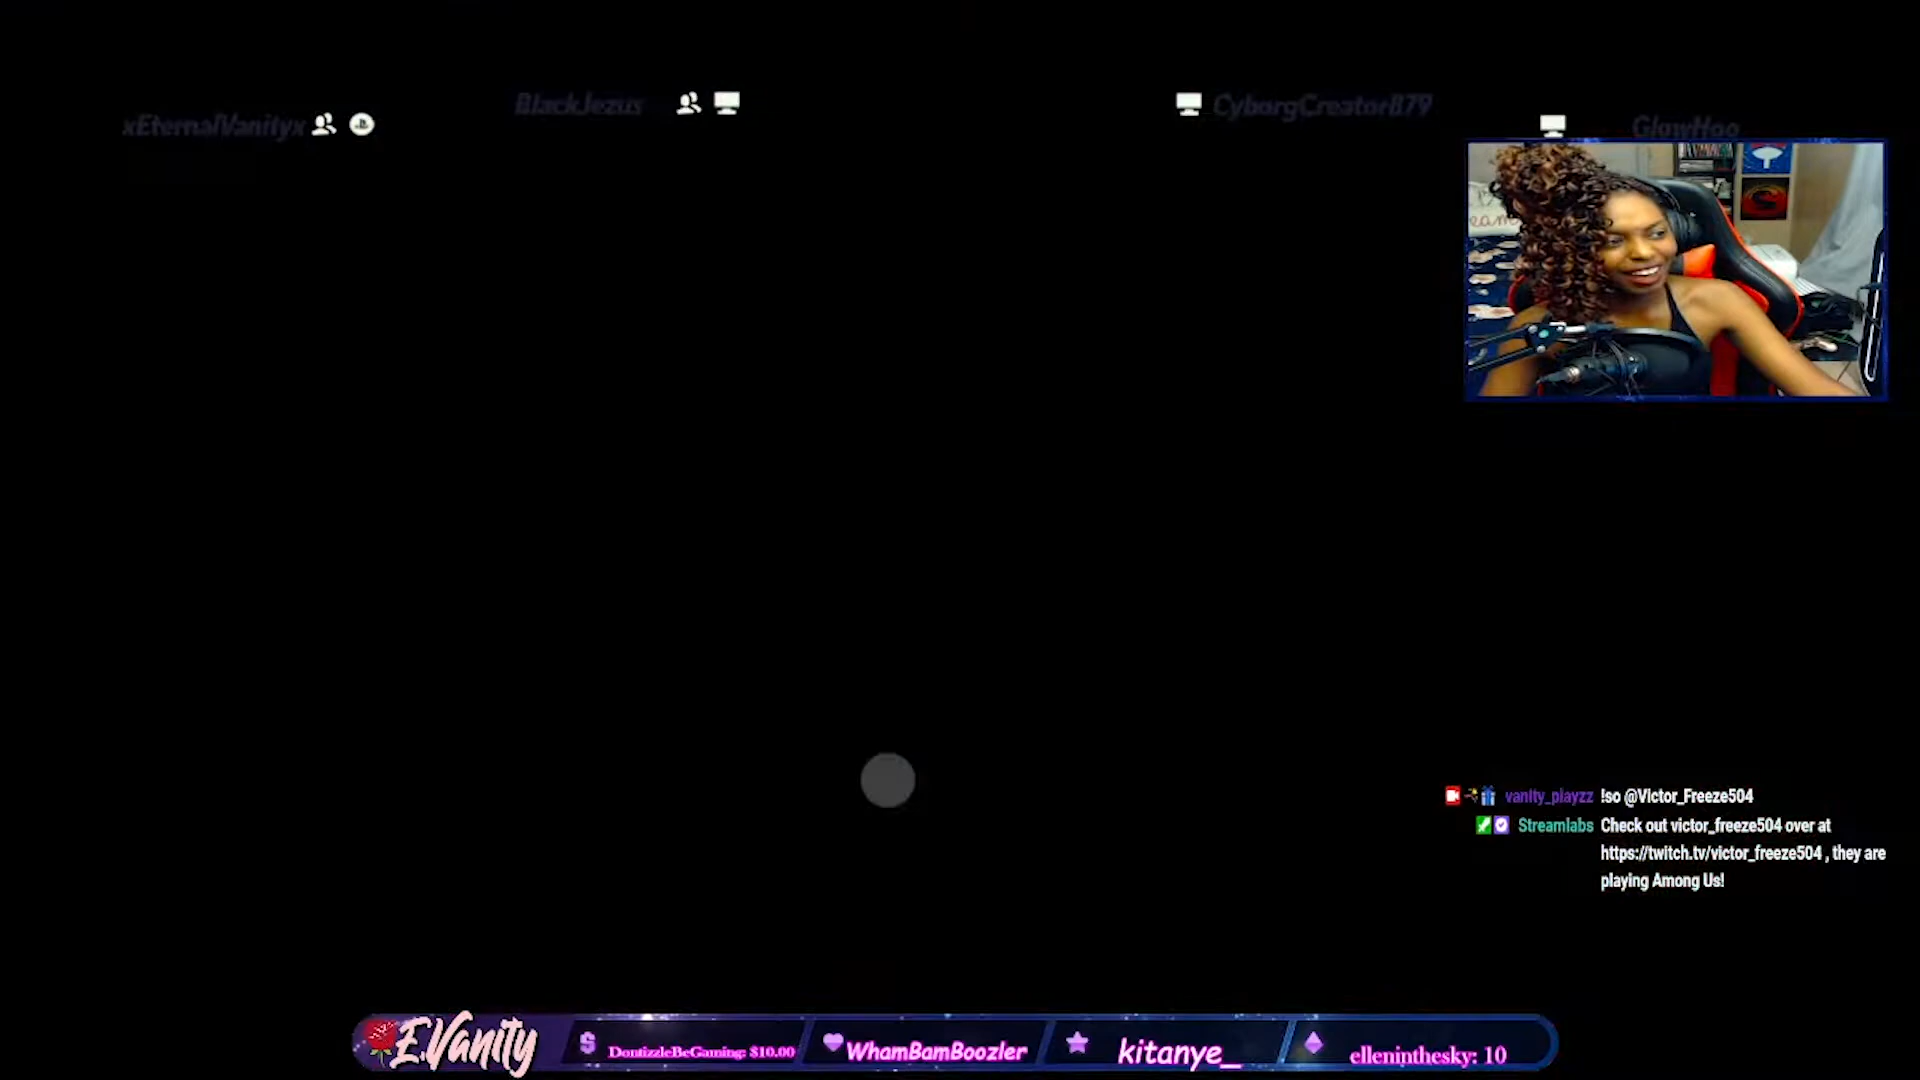 BlackJezus
CyborgCreator879
xEternalVanityx
GlowHoo
vanity_playzz !so @Victor_Freeze504
Streamlabs Check out victor_freeze504 over at
https://twitch.tv/victor_freeze504 , they are
playing Among Us!
E.Vanity
$ DontizzleBeGaming: $10.00
WhamBamBoozler
kitanye_
elleninthesky: 10